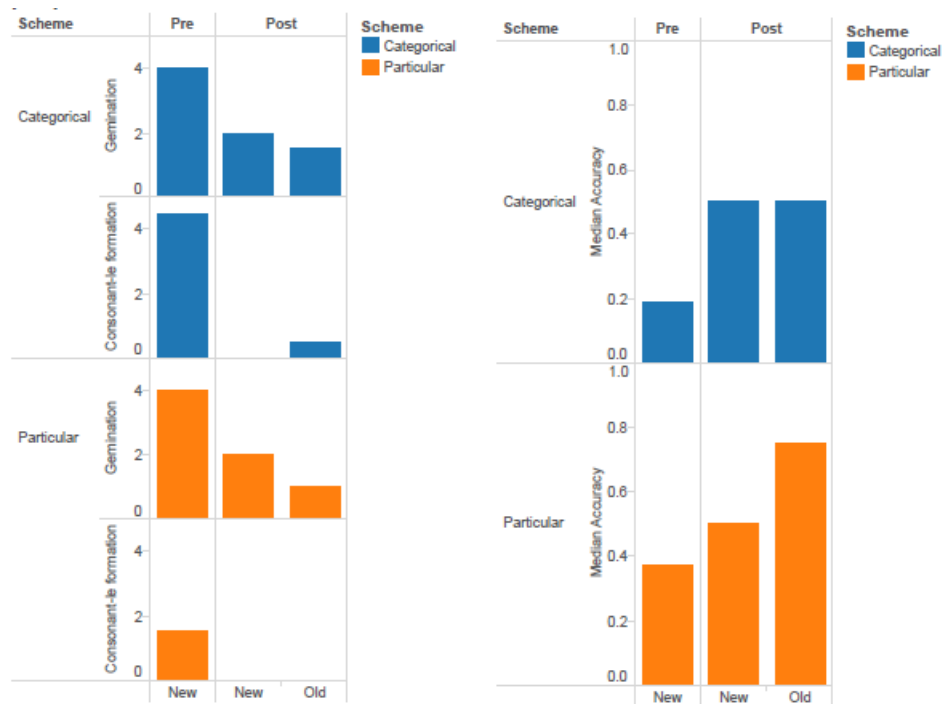 Scheme Pre Post
Scheme
Categorical
Particular
Categorical
Gemination
4
2
0
Consonant-le formation
4
2
0
Particular
Gemination
4
2
0
Consonant-le formation
4
2
0
New New Old
Scheme Pre Post
Scheme
Categorical
Particular
Categorical
Median Accuracy
1.0
0.8
0.6
0.4
0.2
0.0
Particular
Median Accuracy
1.0
0.8
0.6
0.4
0.2
0.0
New New Old